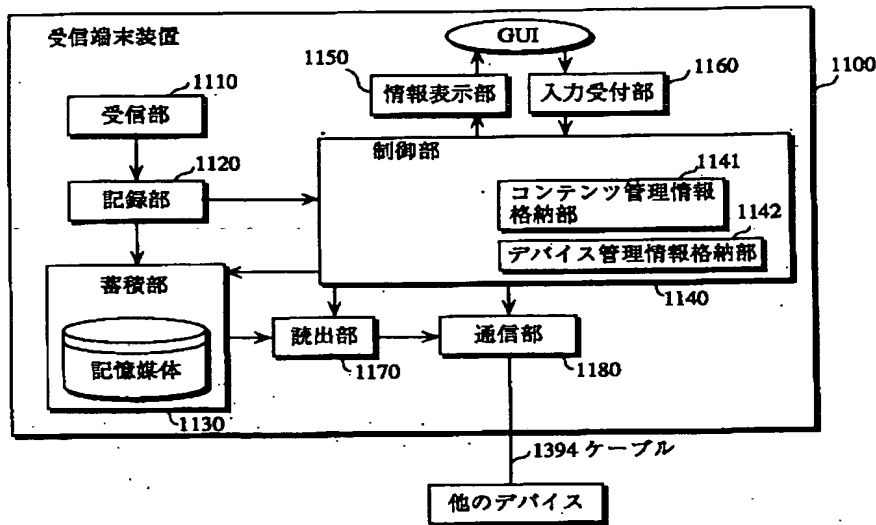 受信端末装置
GUI
1150
1160
1100
1110
情報表示部
入力受付部
受信部
1120
制御部
1141
記録部
コンテンツ管理情報
格納部
1142
デバイス管理情報格納部
蓄積部
1140
読出部
通信部
記憶媒体
1170
1180
1130
1394 ケーブル
他のデバイス